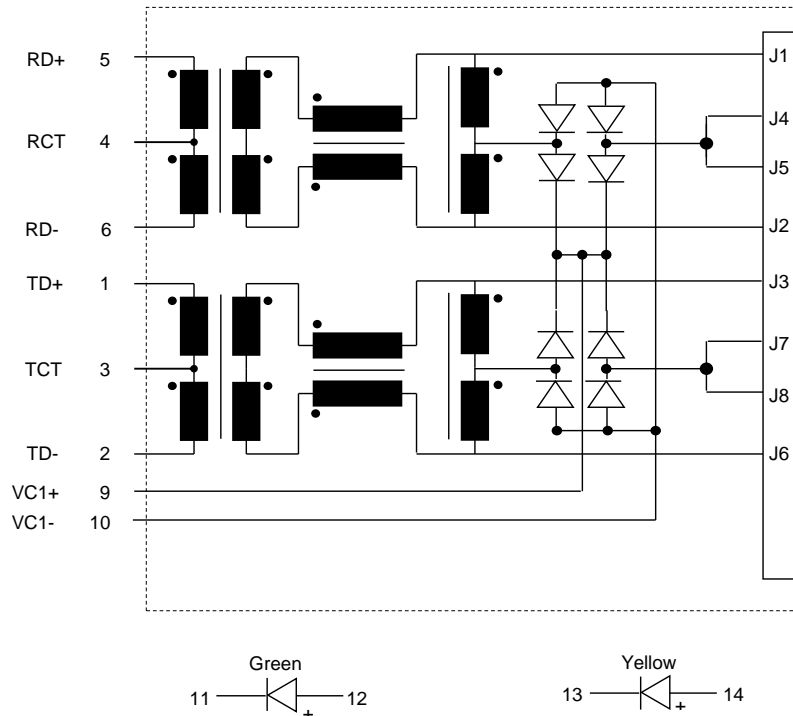 RD+ 5
J1
J4
RCT 4
J5
RD- 6
J2
TD+ 1
J3
J7
TCT 3
J8
TD- 2
J6
VC1+ 9
VC1- 10
Green
11 12
+
Yellow
13 14
+